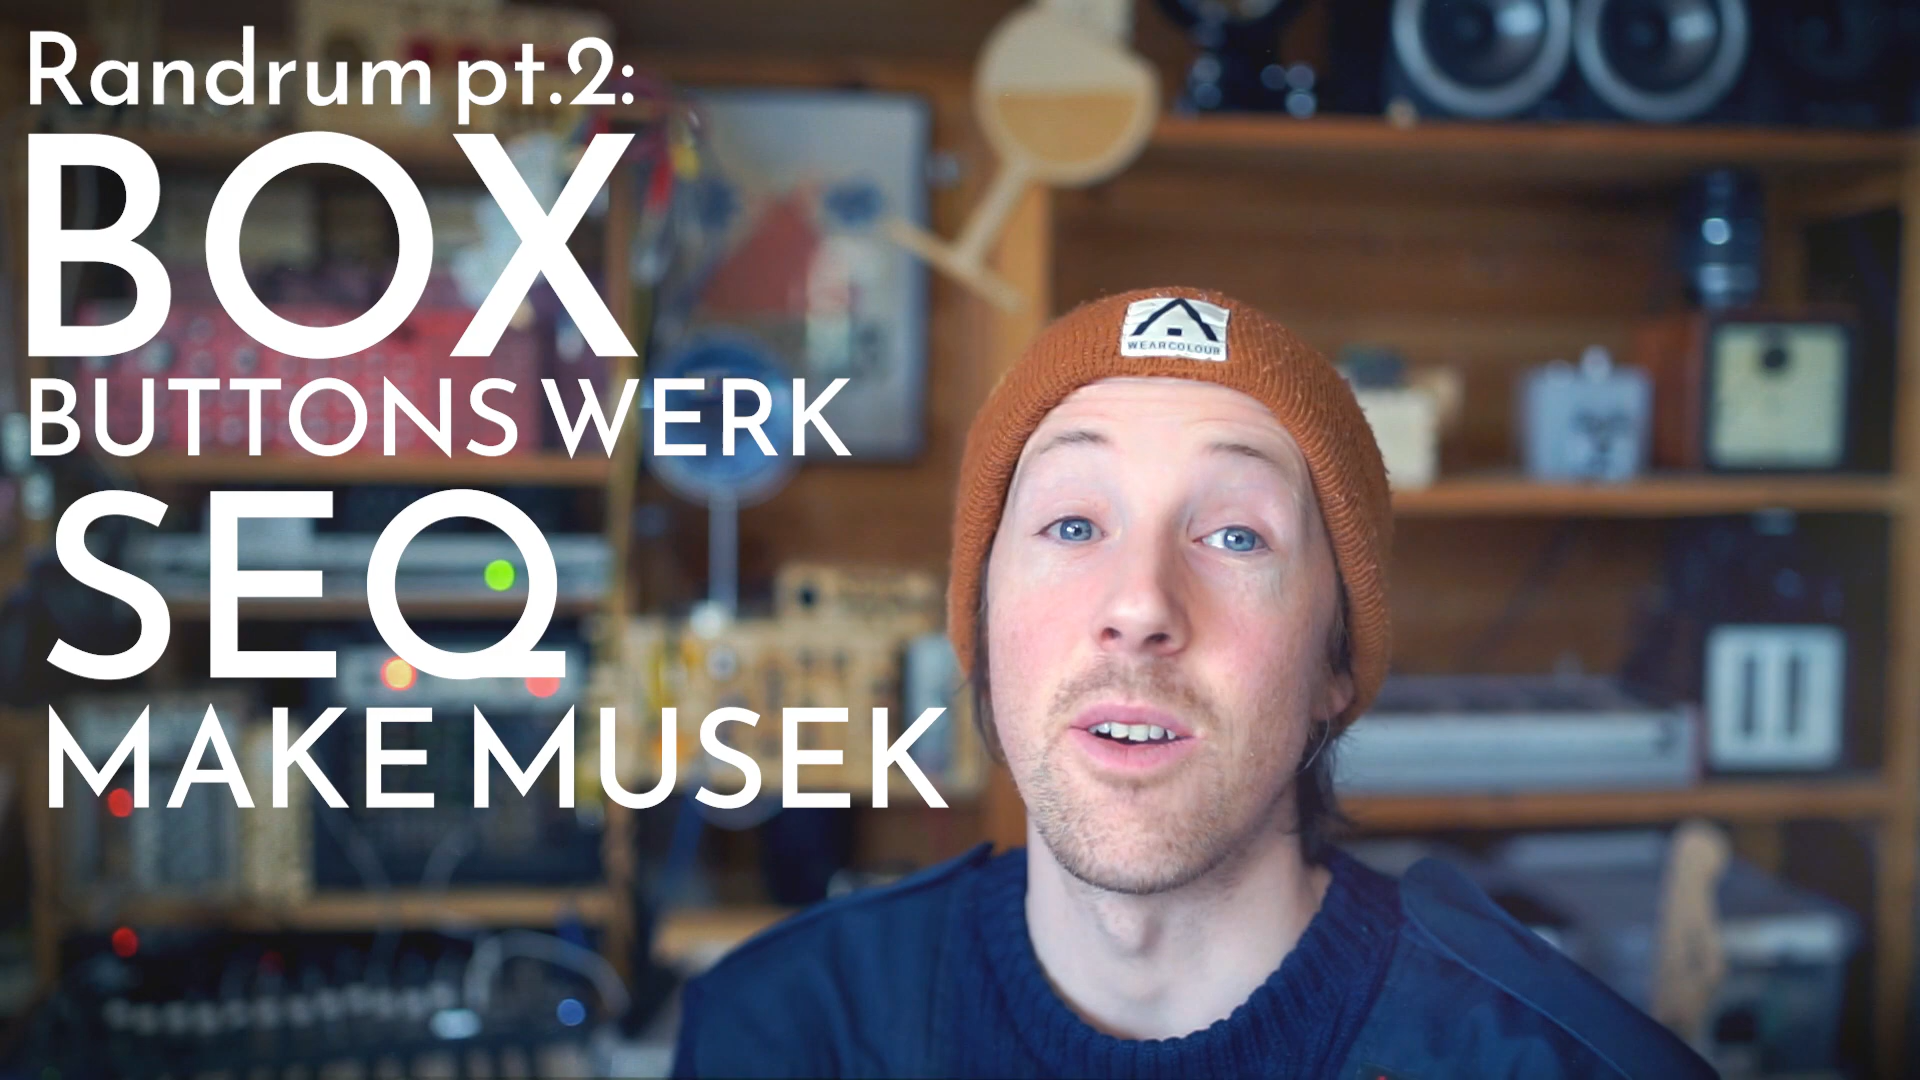 Randrum pt.2:
BOX
BUTTONS WERK
SEQ
MAKE MUSEK
WEARCOLOUR